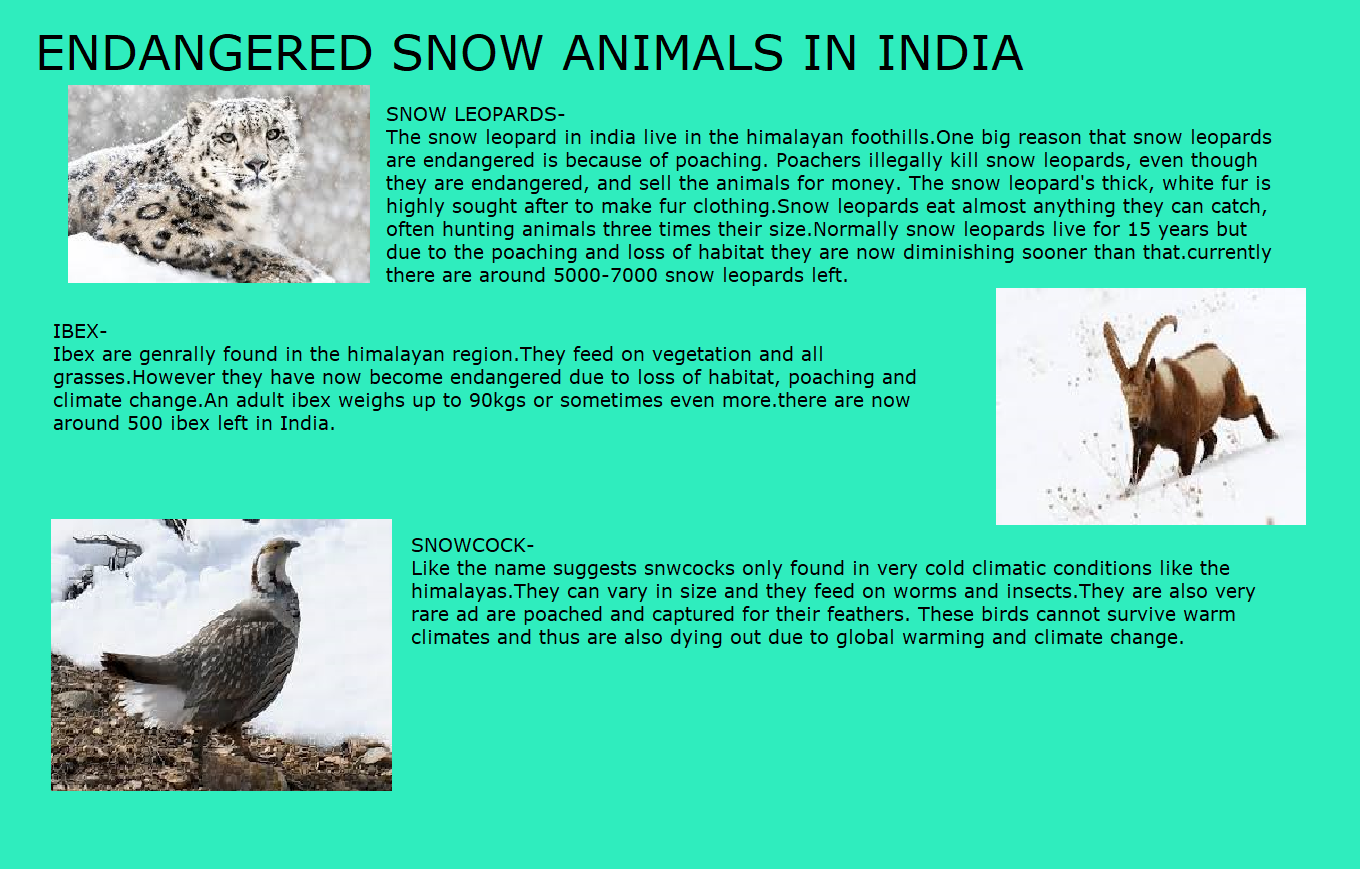 ENDANGERED SNOW ANIMALS IN INDIA
SNOW LEOPARDS-
The snow leopard in india live in the himalayan foothills.One big reason that snow leopards
are endangered is because of poaching. Poachers illegally kill snow leopards, even though
they are endangered, and sell the animals for money. The snow leopard's thick, white fur is
highly sought after to make fur clothing.Snow leopards eat almost anything they can catch,
often hunting animals three times their size.Normally snow leopards live for 15 years but
due to the poaching and loss of habitat they are now diminishing sooner than that.currently
there are around 5000-7000 snow leopards left.
IBEX-
Ibex are genrally found in the himalayan region.They feed on vegetation and all
grasses.However they have now become endangered due to loss of habitat, poaching and
climate change.An adult ibex weighs up to 90kgs or sometimes even more.there are now
around 500 ibex left in India.
SNOWCOCK-
Like the name suggests snwcocks only found in very cold climatic conditions like the
himalayas.They can vary in size and they feed on worms and insects.They are also very
rare ad are poached and captured for their feathers. These birds cannot survive warm
climates and thus are also dying out due to global warming and climate change.